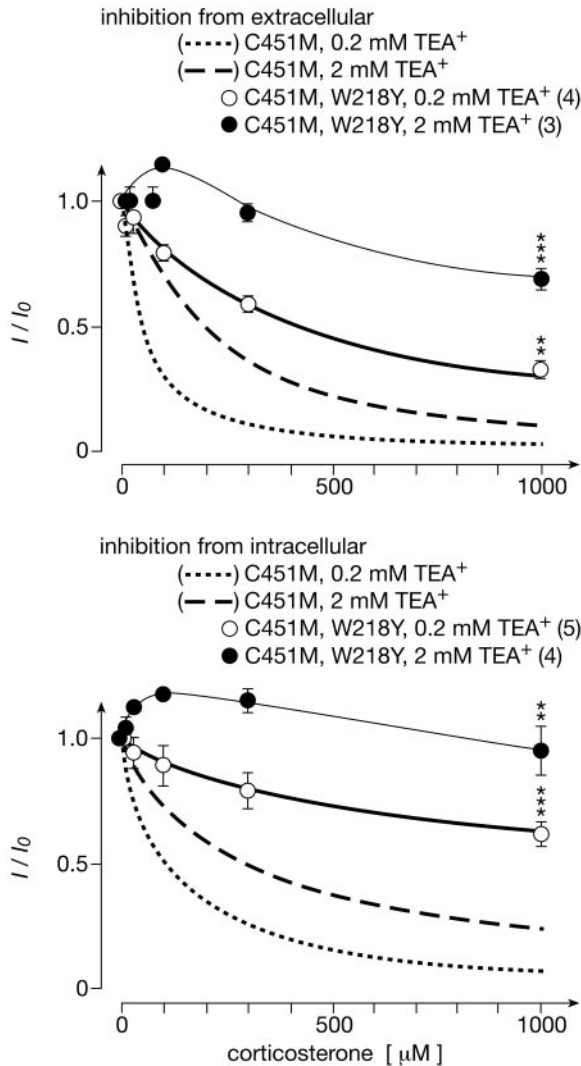 inhibition from extracellular
(·····) C451M, 0.2 mM TEA⁺
(– –) C451M, 2 mM TEA⁺
○ C451M, W218Y, 0.2 mM TEA⁺ (4)
● C451M, W218Y, 2 mM TEA⁺ (3)
***
**
1.0
0.5
0
I / I₀
0 500 1000
inhibition from intracellular
(·····) C451M, 0.2 mM TEA⁺
(– –) C451M, 2 mM TEA⁺
○ C451M, W218Y, 0.2 mM TEA⁺ (5)
● C451M, W218Y, 2 mM TEA⁺ (4)
**
***
1.0
0.5
0
I / I₀
0 500 1000
corticosterone [ µM ]